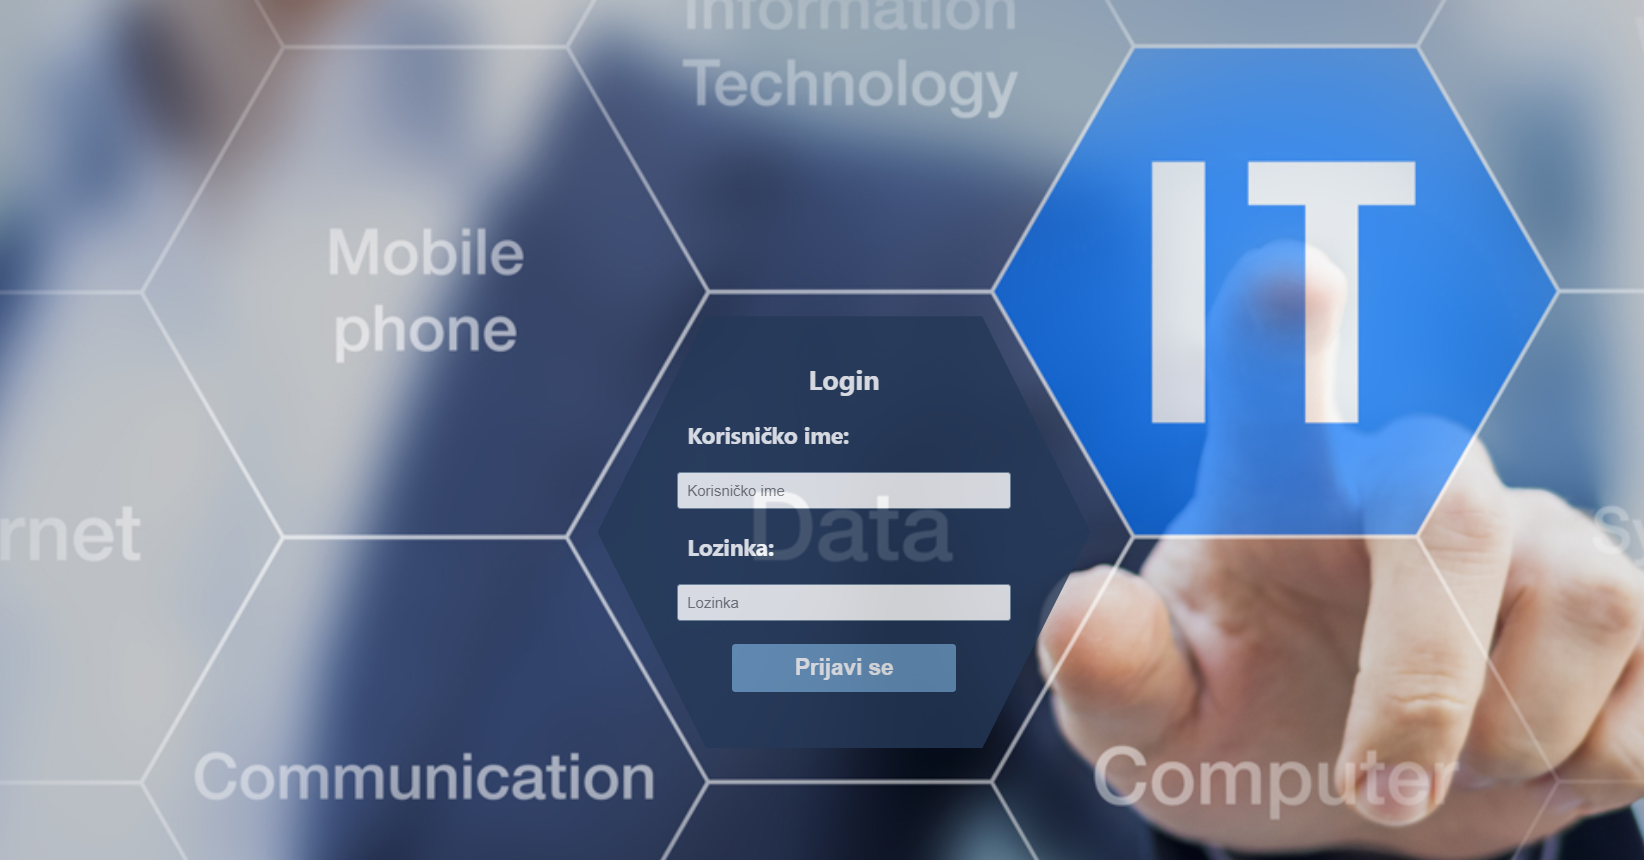 Information
Technology
IT
Mobile
phone
Login
Korisničko ime:
Korisničko ime
Data
rnet
Lozinka:
Lozinka
Prijavi se
Communication
Computer